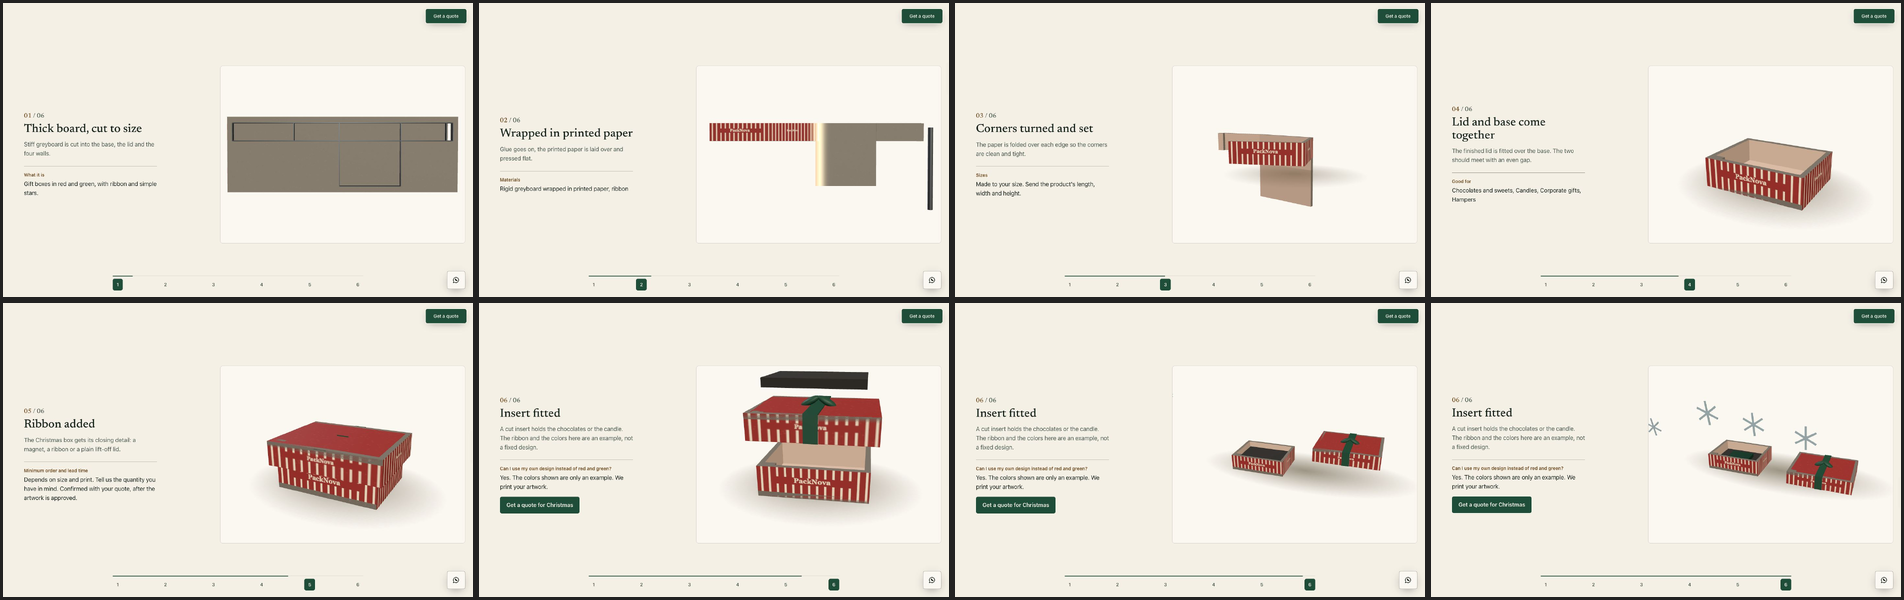 Get a quote
01 / 06
Thick board, cut to size
Stiff greyboard is cut into the base, the lid and the
four walls.
What it is
Gift boxes in red and green, with ribbon and simple
stars.
1 2 3 4 5 6
Get a quote
02 / 06
Wrapped in printed paper
Glue goes on, the printed paper is laid over and
pressed flat.
Materials
Rigid greyboard wrapped in printed paper, ribbon
PackNova
1 2 3 4 5 6
Get a quote
03 / 06
Corners turned and set
The paper is folded over each edge so the corners
are clean and tight.
Sizes
Made to your size. Send the product's length,
width and height.
PackNova
1 2 3 4 5 6
Get a quote
04 / 06
Lid and base come
together
The finished lid is fitted over the base. The two
should meet with an even gap.
Good for
Chocolates and sweets, Candles, Corporate gifts,
Hampers
PackNova
1 2 3 4 5 6
Get a quote
05 / 06
Ribbon added
The Christmas box gets its closing detail: a
magnet, a ribbon or a plain lift-off lid.
Minimum order and lead time
Depends on size and print. Tell us the quantity you
have in mind. Confirmed with your quote, after the
artwork is approved.
PackNova
PackNova
1 2 3 4 5 6
Get a quote
06 / 06
Insert fitted
A cut insert holds the chocolates or the candle.
The ribbon and the colors here are an example, not
a fixed design.
Can I use my own design instead of red and green?
Yes. The colors shown are only an example. We
print your artwork.
Get a quote for Christmas
PackNova
1 2 3 4 5 6
Get a quote
06 / 06
Insert fitted
A cut insert holds the chocolates or the candle.
The ribbon and the colors here are an example, not
a fixed design.
Can I use my own design instead of red and green?
Yes. The colors shown are only an example. We
print your artwork.
Get a quote for Christmas
1 2 3 4 5 6
Get a quote
06 / 06
Insert fitted
A cut insert holds the chocolates or the candle.
The ribbon and the colors here are an example, not
a fixed design.
Can I use my own design instead of red and green?
Yes. The colors shown are only an example. We
print your artwork.
Get a quote for Christmas
1 2 3 4 5 6